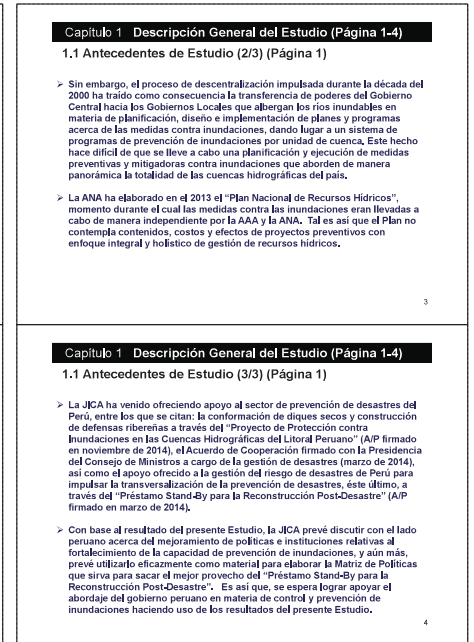 Capítulo 1 Descripción General del Estudio (Página 1-4)
1.1 Antecedentes de Estudio (2/3) (Página 1)
➢ Sin embargo, el proceso de descentralización impulsada durante la década del
2000 ha traído como consecuencia la transferencia de poderes del Gobierno
Central hacia los Gobiernos Locales que albergan los ríos inundables en
materia de planificación, diseño e implementación de planes y programas
acerca de las medidas contra inundaciones, dando lugar a un sistema de
programas de prevención de inundaciones por unidad de cuenca. Este hecho
hace difícil de que se lleve a cabo una planificación y ejecución de medidas
preventivas y mitigadoras contra inundaciones que aborden de manera
panorámica la totalidad de las cuencas hidrográficas del país.
➢ La ANA ha elaborado en el 2013 el "Plan Nacional de Recursos Hídricos",
momento durante el cual las medidas contra las inundaciones eran llevadas a
cabo de manera independiente por la AAA y la ANA. Tal es así que el Plan no
contempla contenidos, costos y efectos de proyectos preventivos con
enfoque integral y holístico de gestión de recursos hídricos.
3
Capítulo 1 Descripción General del Estudio (Página 1-4)
1.1 Antecedentes de Estudio (3/3) (Página 1)
➢ La JICA ha venido ofreciendo apoyo al sector de prevención de desastres del
Perú, entre los que se citan: la conformación de diques secos y construcción
de defensas ribereñas a través del "Proyecto de Protección contra
Inundaciones en las Cuencas Hidrográficas del Litoral Peruano" (A/P firmado
en noviembre de 2014), el Acuerdo de Cooperación firmado con la Presidencia
del Consejo de Ministros a cargo de la gestión de desastres (marzo de 2014),
así como el apoyo ofrecido a la gestión del riesgo de desastres de Perú para
impulsar la transversalización de la prevención de desastres, éste último, a
través del "Préstamo Stand-By para la Reconstrucción Post-Desastre" (A/P
firmado en marzo de 2014).
➢ Con base al resultado del presente Estudio, la JICA prevé discutir con el lado
peruano acerca del mejoramiento de políticas e instituciones relativas al
fortalecimiento de la capacidad de prevención de inundaciones, y aún más,
prevé utilizarlo eficazmente como material para elaborar la Matriz de Políticas
que sirva para sacar el mejor provecho del "Préstamo Stand-By para la
Reconstrucción Post-Desastre". Es así que, se espera lograr apoyar el
abordaje del gobierno peruano en materia de control y prevención de
inundaciones haciendo uso de los resultados del presente Estudio.
4